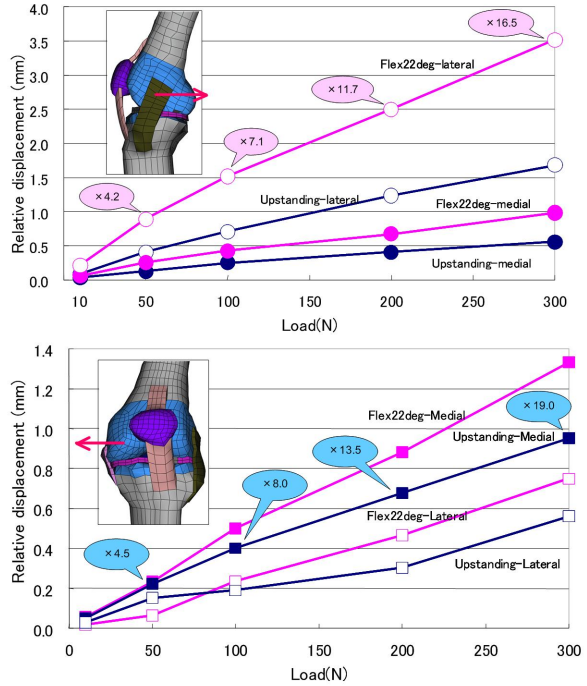 4.0
3.5
3.0
2.5
2.0
1.5
1.0
0.5
0.0
Relative displacement (mm)
×16.5
Flex22deg-lateral
×11.7
×7.1
×4.2
Upstanding-lateral
Flex22deg-medial
Upstanding-medial
10 50 100 150 200 250 300
Load(N)
1.4
1.2
1.0
0.8
0.6
0.4
0.2
0.0
Relative displacement (mm)
Flex22deg-Medial
×19.0
Upstanding-Medial
×13.5
×8.0
Flex22deg-Lateral
×4.5
Upstanding-Lateral
0 50 100 150 200 250 300
Load(N)